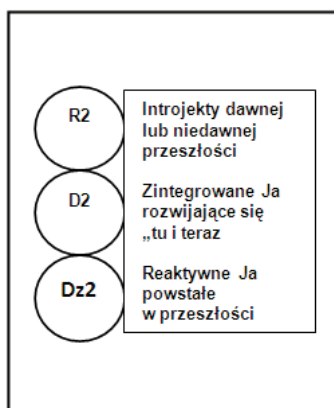 R2
Introjekty dawnej
lub niedawnej
przeszłości
D2
Zintegrowane Ja
rozwijające się
„tu i teraz
Dz2
Reaktywne Ja
powstałe
w przeszłości